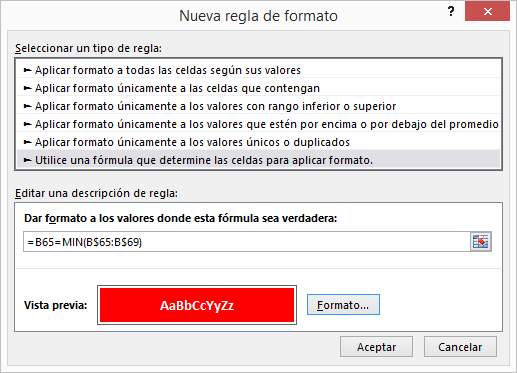 Nueva regla de formato
? ×
Seleccionar un tipo de regla:
► Aplicar formato a todas las celdas según sus valores
► Aplicar formato únicamente a las celdas que contengan
► Aplicar formato únicamente a los valores con rango inferior o superior
► Aplicar formato únicamente a los valores que estén por encima o por debajo del promedio
► Aplicar formato únicamente a los valores únicos o duplicados
► Utilice una fórmula que determine las celdas para aplicar formato.
Editar una descripción de regla:
Dar formato a los valores donde esta fórmula sea verdadera:
=B65=MIN(B$65:B$69)
Vista previa: AaBbCcYyZz Formato...
Aceptar Cancelar